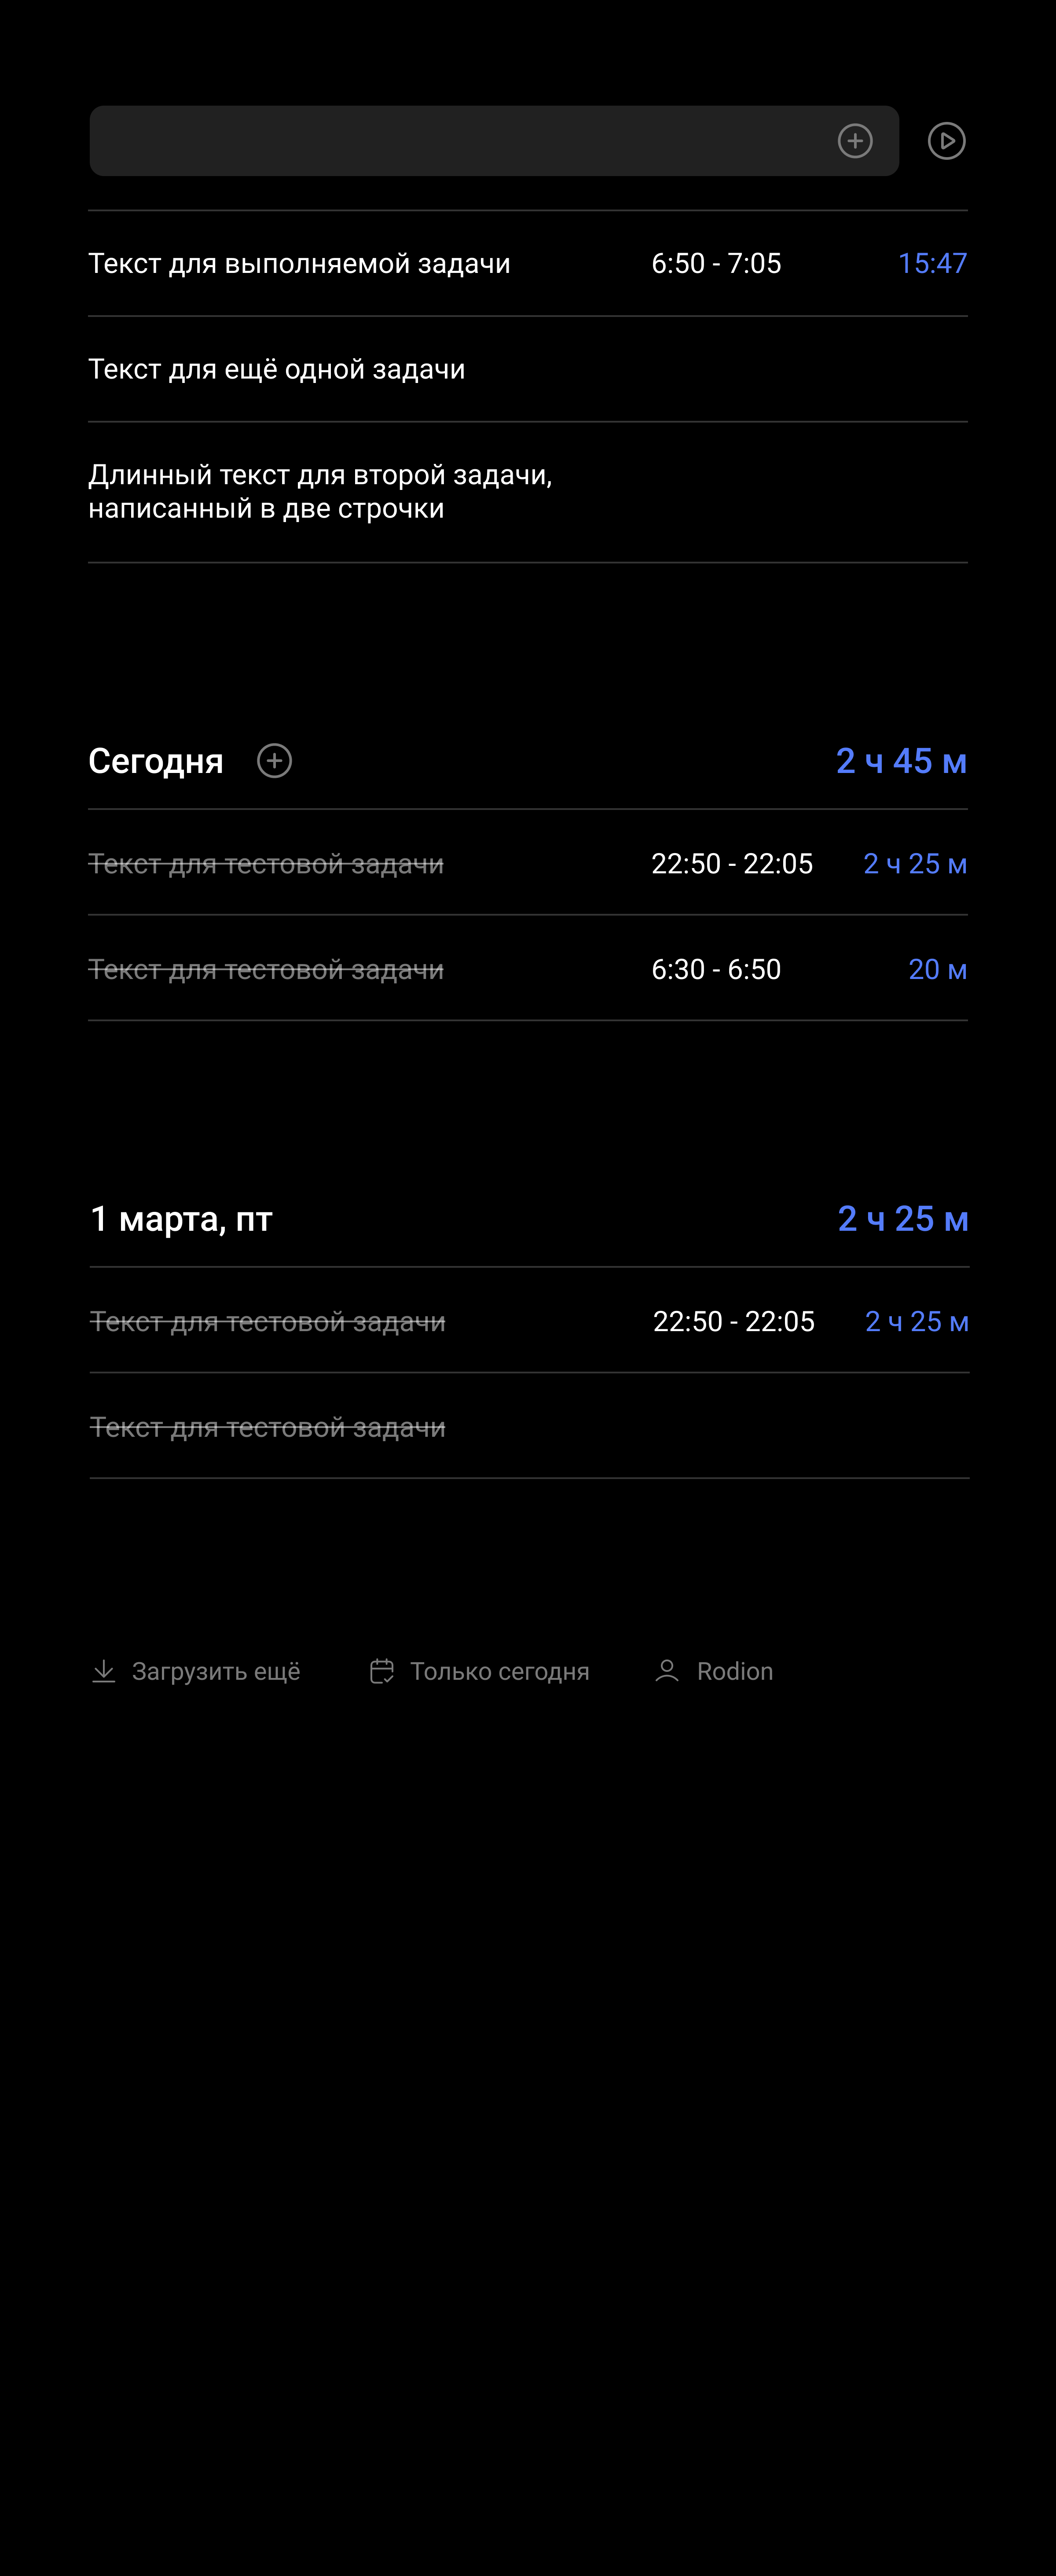 Текст для выполняемой задачи 6:50 - 7:05 15:47
Текст для ещё одной задачи
Длинный текст для второй задачи,
написанный в две строчки
Сегодня 2 ч 45 м
Текст для тестовой задачи 22:50 - 22:05 2 ч 25 м
Текст для тестовой задачи 6:30 - 6:50 20 м
1 марта, пт 2 ч 25 м
Текст для тестовой задачи 22:50 - 22:05 2 ч 25 м
Текст для тестовой задачи
Загрузить ещё Только сегодня Rodion